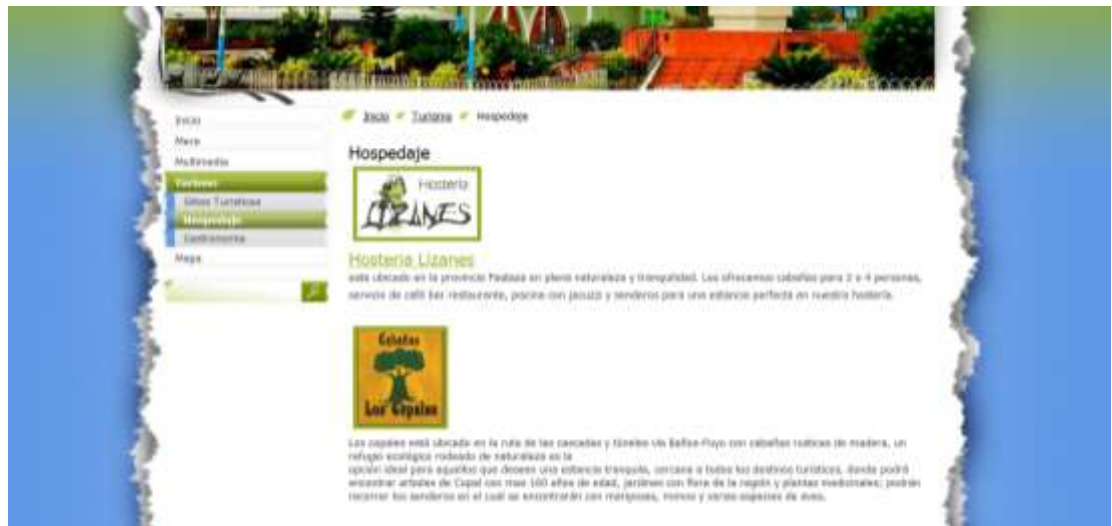 Inicio
Mera
Multimedia
Turismo
Sitios Turísticos
Hospedaje
Gastronomía
Mapa
Inicio Turismo Hospedaje
Hospedaje
Hosteria
LIZANES
Hosteria Lizanes
está ubicado en la provincia Pastaza en plena naturaleza y tranquilidad. Les ofrecemos cabañas para 2 o 4 personas,
servicio de café bar restaurante, piscina con jacuzzi y senderos para una estancia perfecta en nuestra hostería.
Cabañas
Los Copales
Los copales está ubicado en la ruta de las cascadas y túneles vía Baños-Puyo con cabañas rusticas de madera, un
refugio ecológico rodeado de naturaleza es la
opción ideal para aquellos que deseen una estancia tranquila, cercana a todos los destinos turísticos, donde podrá
encontrar arboles de Copal con mas 100 años de edad, jardines con flora de la región y plantas medicinales; podrán
recorrer los senderos en el cual se encontrarán con mariposas, monos y varias especies de aves.